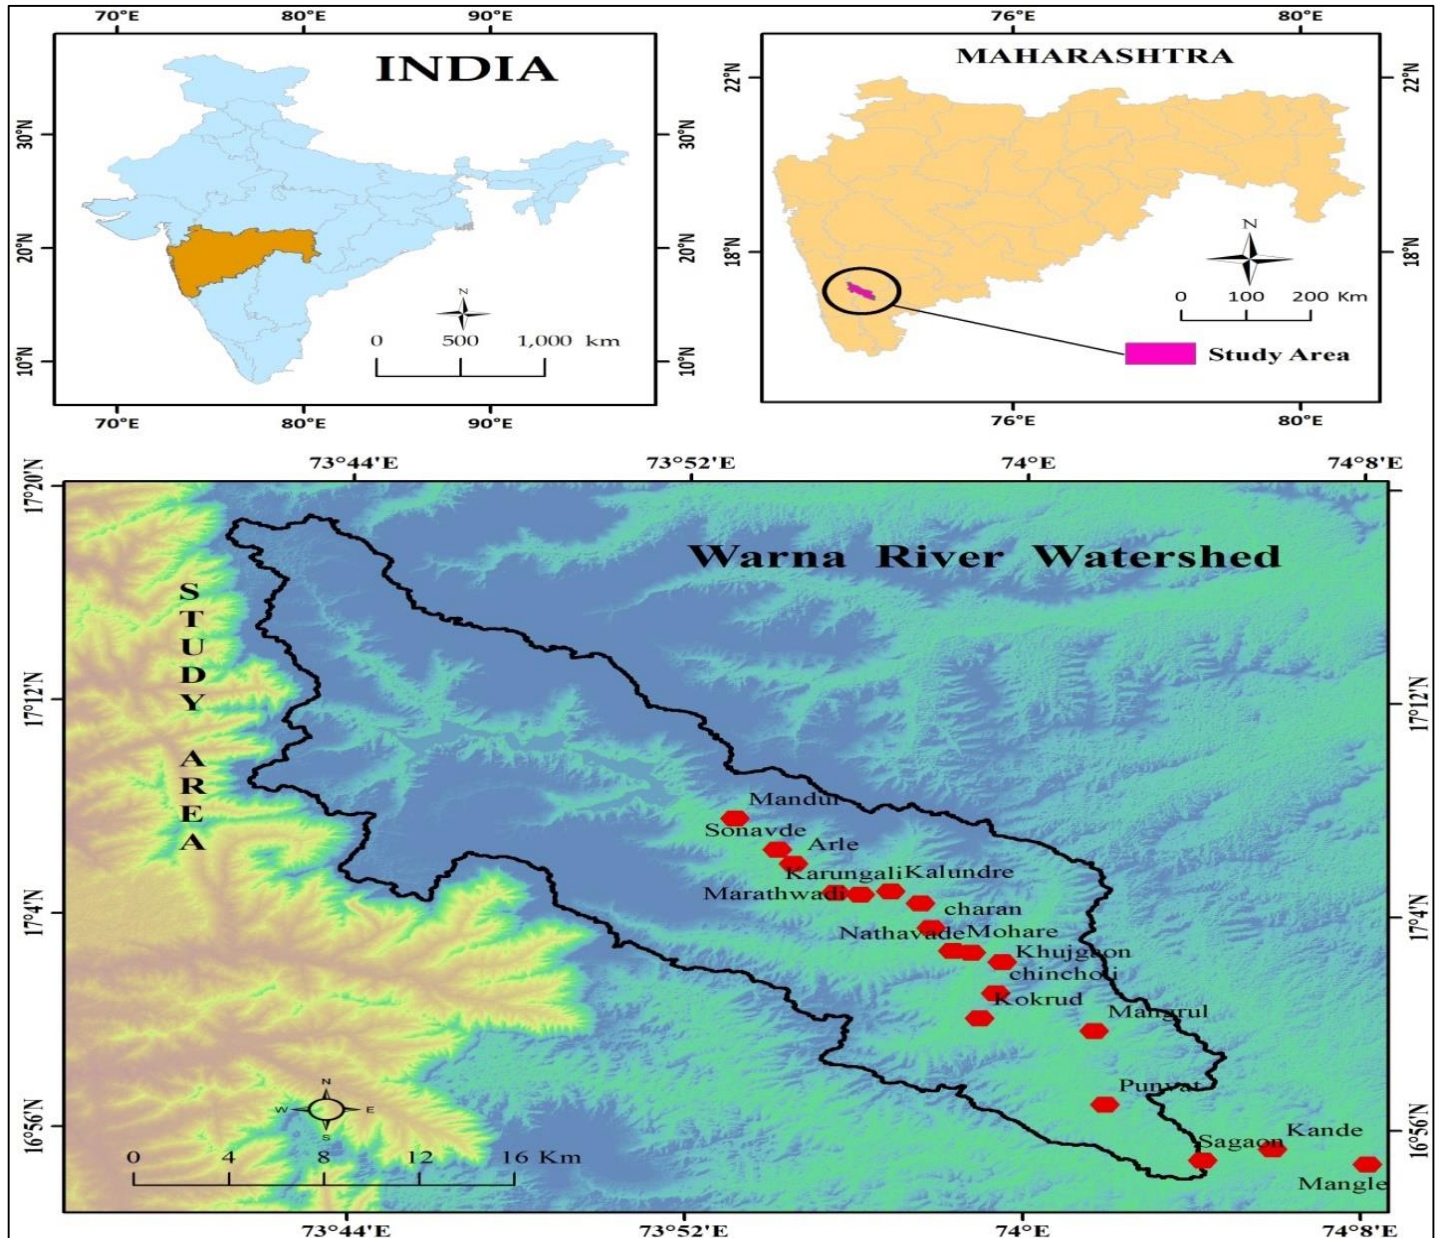 70°E 80°E 90°E
INDIA
30°N 30°N
20°N 20°N
10°N 10°N
N
0 500 1,000 km
70°E 80°E 90°E
76°E 80°E
MAHARASHTRA
22°N 22°N
18°N 18°N
N
0 100 200 Km
Study Area
76°E 80°E
73°44'E 73°52'E 74°E 74°8'E
17°20'N
Warna River Watershed
STUDY AREA
17°12'N 17°12'N
Mandur
Sonavde
Arle
Karungali Kalundre
Marathwadi
charan
17°4'N 17°4'N
Nathavade Mohare
Khujgaon
chincholi
Kokrud
Mangrul
Punvat
16°56'N 16°56'N
Sagaon Kande
Mangle
N
W E
S
0 4 8 12 16 Km
73°44'E 73°52'E 74°E 74°8'E